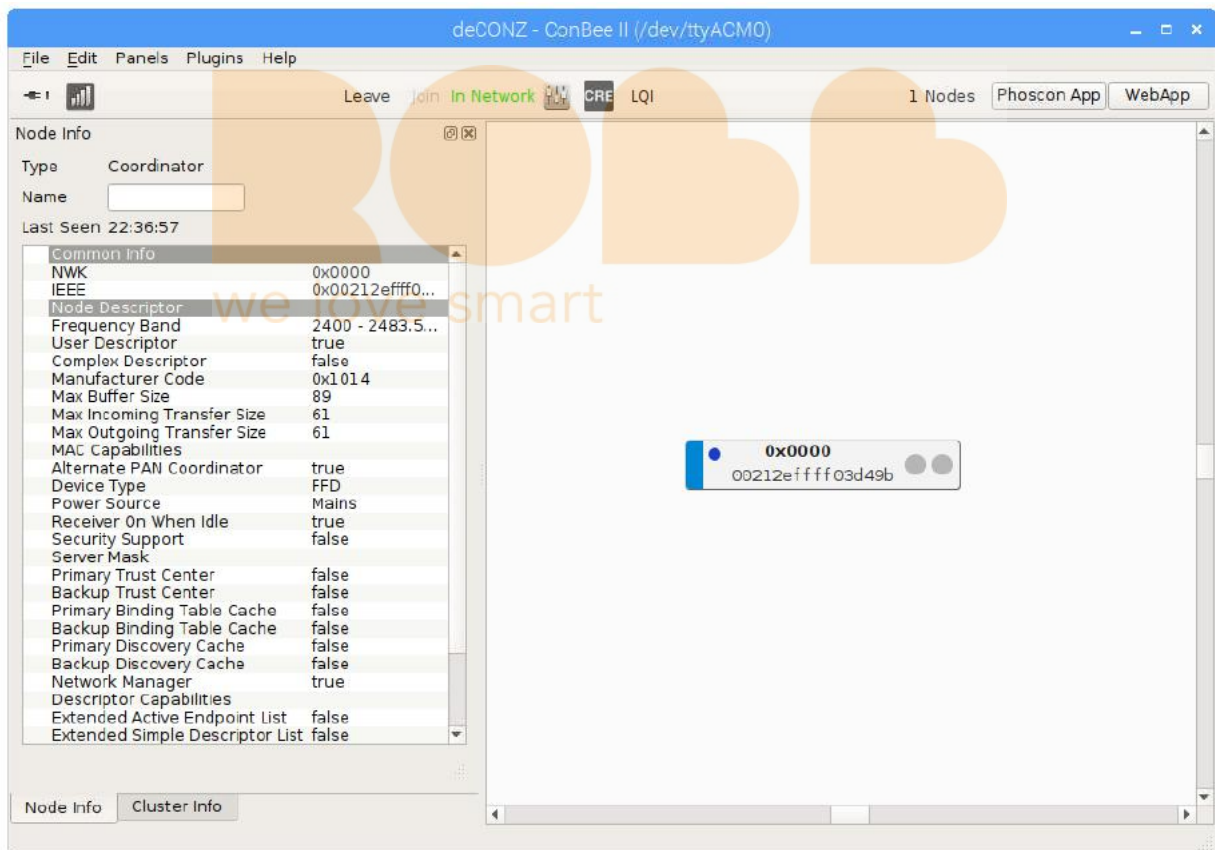 deCONZ - ConBee II (/dev/ttyACM0)
File Edit Panels Plugins Help
Leave Join In Network CRE LQI 1 Nodes Phoscon App WebApp
Node Info
Type Coordinator
Name
Last Seen 22:36:57
Common Info
NWK 0x0000
IEEE 0x00212effff0...
Node Descriptor
Frequency Band 2400 - 2483.5...
User Descriptor true
Complex Descriptor false
Manufacturer Code 0x1014
Max Buffer Size 89
Max Incoming Transfer Size 61
Max Outgoing Transfer Size 61
MAC Capabilities
Alternate PAN Coordinator true
Device Type FFD
Power Source Mains
Receiver On When Idle true
Security Support false
Server Mask
Primary Trust Center false
Backup Trust Center false
Primary Binding Table Cache false
Backup Binding Table Cache false
Primary Discovery Cache false
Backup Discovery Cache false
Network Manager true
Descriptor Capabilities
Extended Active Endpoint List false
Extended Simple Descriptor List false
Node Info Cluster Info
0x0000
00212effff03d49b
ROBB
we love smart